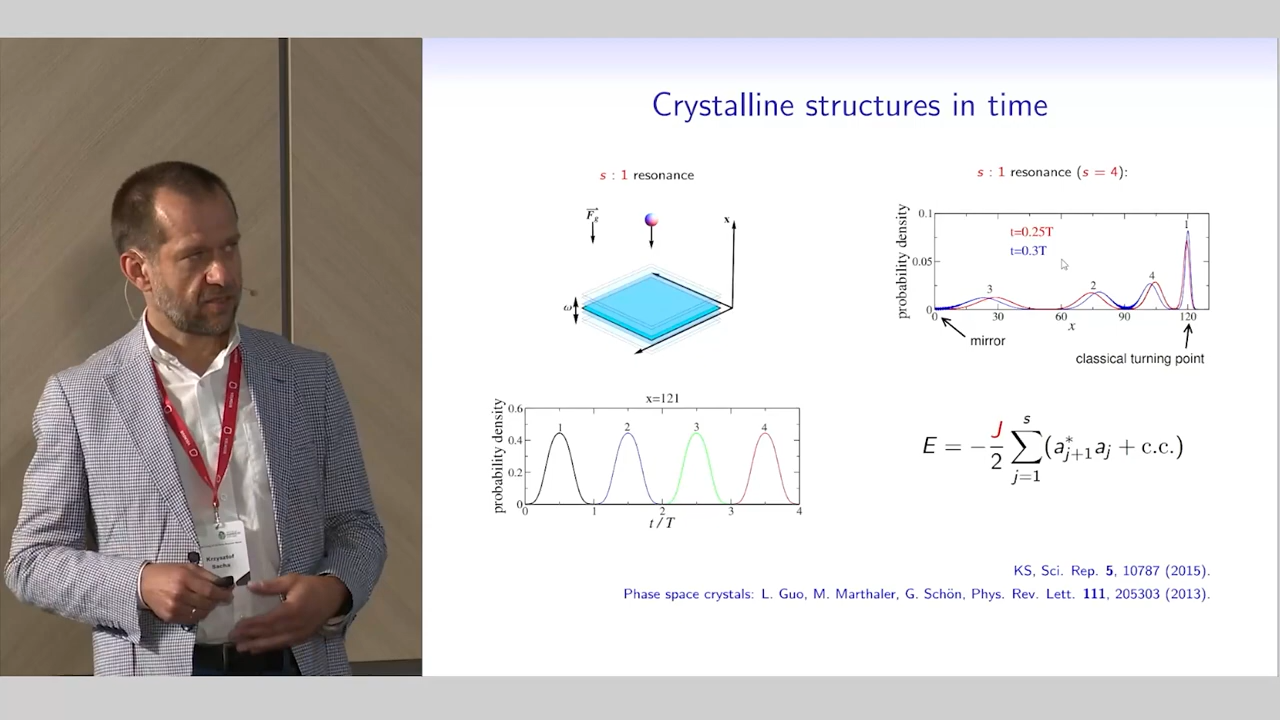 Crystalline structures in time
s : 1 resonance
F_g
x
ω
s : 1 resonance (s = 4):
probability density
0.1
0.05
0
t=0.25T
t=0.3T
3
2
4
1
0 30 60 90 120
x
mirror
classical turning point
x=121
probability density
0.6
0.4
0.2
0
1 2 3 4
0 1 2 3 4
t / T
E = −J/2 ∑_{j=1}^{s} (a*_{j+1} a_j + c.c.)
KS, Sci. Rep. 5, 10787 (2015).
Phase space crystals: L. Guo, M. Marthaler, G. Schön, Phys. Rev. Lett. 111, 205303 (2013).
Krzysztof
Sacha